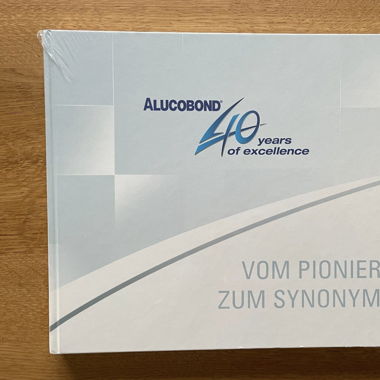 ALUCOBOND®
40 years
of excellence
VOM PIONIER
ZUM SYNONYM